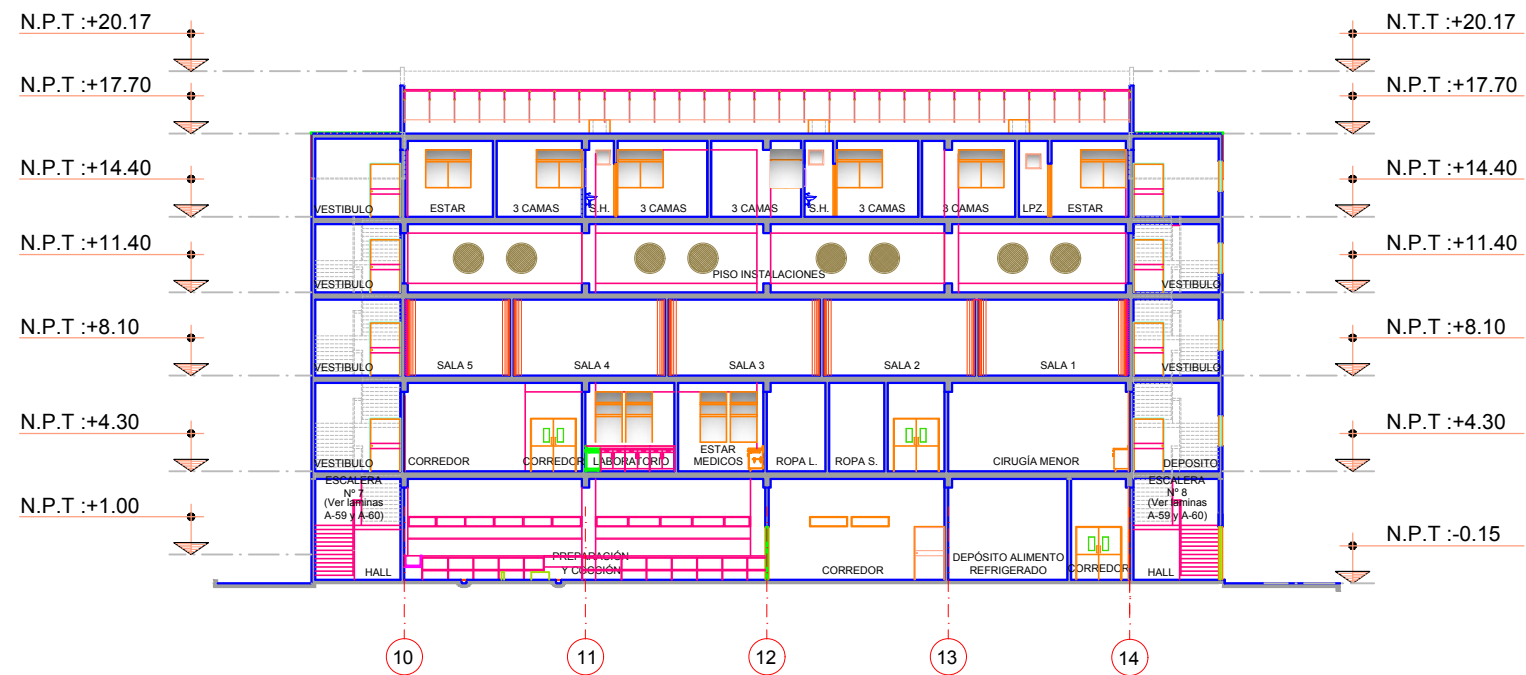 N.P.T :+20.17
N.T.T :+20.17
N.P.T :+17.70
N.P.T :+17.70
N.P.T :+14.40
N.P.T :+14.40
VESTIBULO
ESTAR
3 CAMAS
S.H.
3 CAMAS
3 CAMAS
S.H.
3 CAMAS
3 CAMAS
LPZ.
ESTAR
N.P.T :+11.40
N.P.T :+11.40
PISO INSTALACIONES
VESTIBULO
VESTIBULO
N.P.T :+8.10
N.P.T :+8.10
VESTIBULO
SALA 5
SALA 4
SALA 3
SALA 2
SALA 1
VESTIBULO
N.P.T :+4.30
N.P.T :+4.30
VESTIBULO
CORREDOR
CORREDOR
LABORATORIO
ESTAR
MEDICOS
ROPA L.
ROPA S.
CIRUGÍA MENOR
DEPOSITO
N.P.T :+1.00
N.P.T :-0.15
ESCALERA
Nº 7
(Ver laminas
A-59 y A-60)
ESCALERA
Nº 8
(Ver laminas
A-59 y A-60)
HALL
PREPARACIÓN
Y COCCIÓN
CORREDOR
DEPÓSITO ALIMENTO
REFRIGERADO
CORREDOR
HALL
10
11
12
13
14